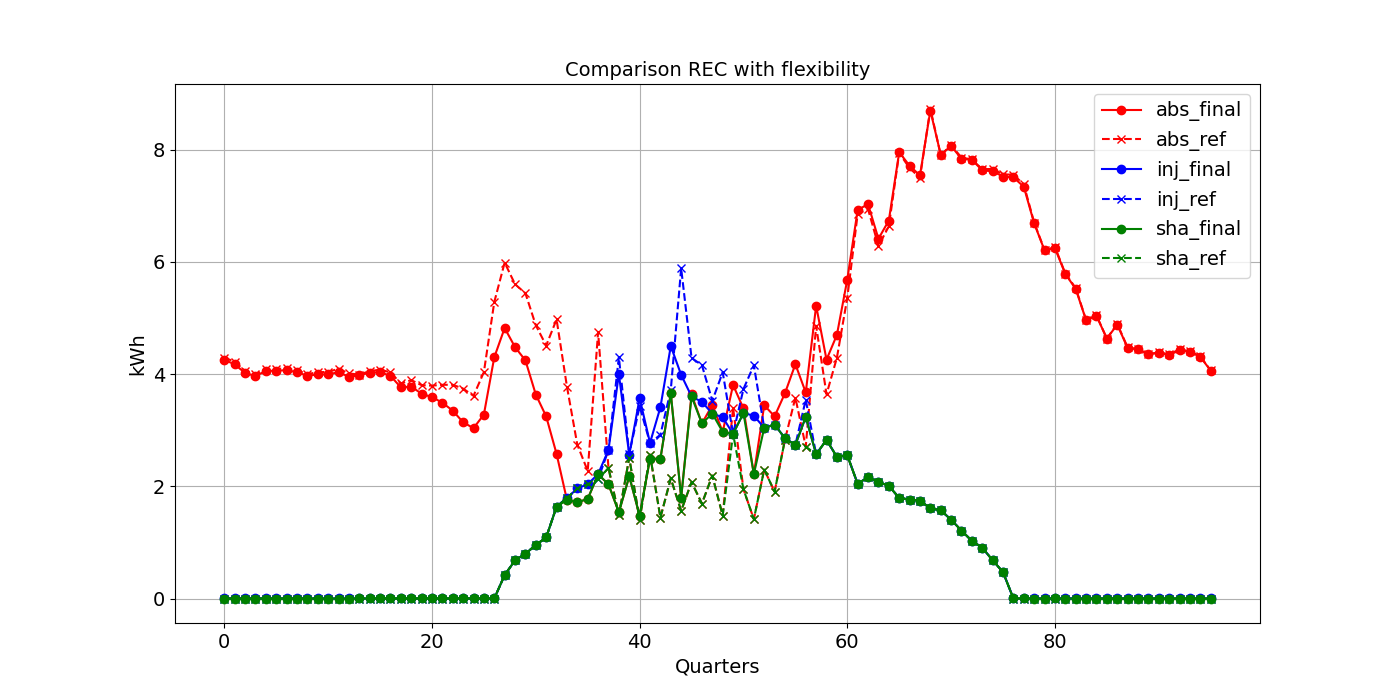 Comparison REC with flexibility
kWh
8
6
4
2
0
0 20 40 60 80
Quarters
abs_final
abs_ref
inj_final
inj_ref
sha_final
sha_ref